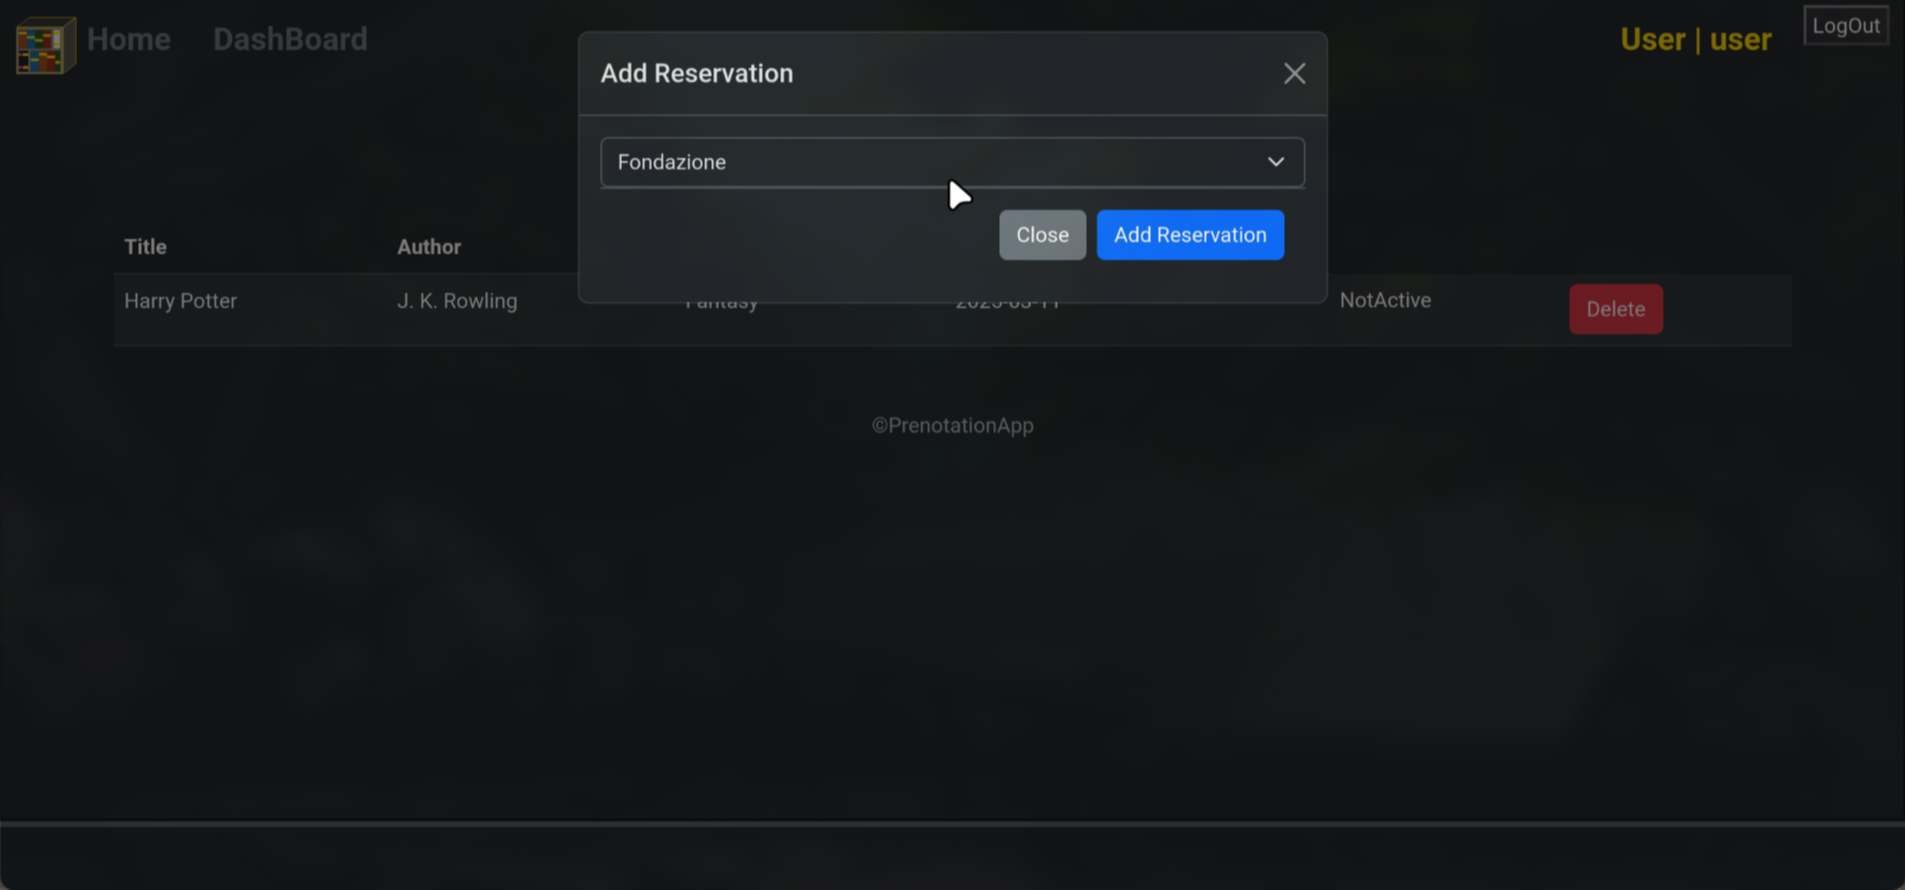 Home DashBoard User | user LogOut
Add Reservation
Fondazione
Close Add Reservation
Title Author
Harry Potter J. K. Rowling Fantasy NotActive Delete
©PrenotationApp